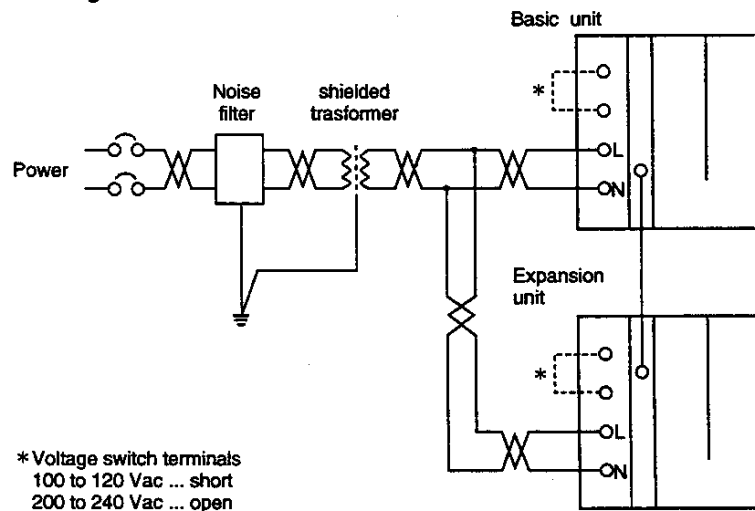 Basic unit
Noise
filter
shielded
trasformer
*
L
Power
N
Expansion
unit
*
L
N
* Voltage switch terminals
100 to 120 Vac ... short
200 to 240 Vac ... open